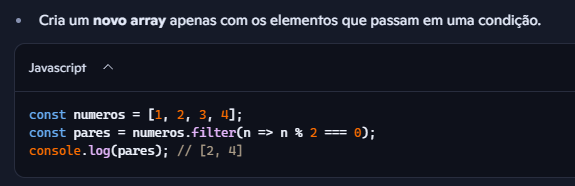 • Cria um novo array apenas com os elementos que passam em uma condição.
Javascript
const numeros = [1, 2, 3, 4];
const pares = numeros.filter(n => n % 2 === 0);
console.log(pares); // [2, 4]